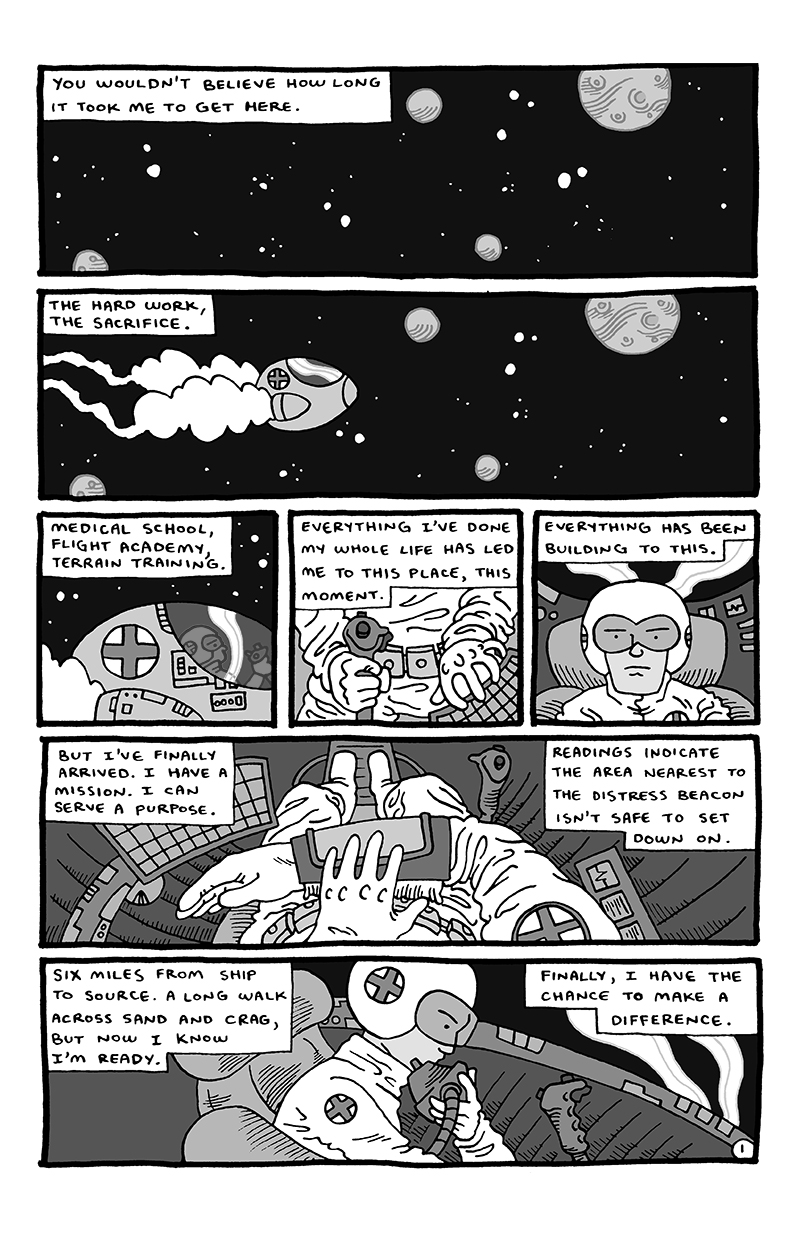 YOU WOULDN'T BELIEVE HOW LONG
IT TOOK ME TO GET HERE.
THE HARD WORK,
THE SACRIFICE.
MEDICAL SCHOOL,
FLIGHT ACADEMY,
TERRAIN TRAINING.
EVERYTHING I'VE DONE
MY WHOLE LIFE HAS LED
ME TO THIS PLACE, THIS
MOMENT.
EVERYTHING HAS BEEN
BUILDING TO THIS.
BUT I'VE FINALLY
ARRIVED. I HAVE A
MISSION. I CAN
SERVE A PURPOSE.
READINGS INDICATE
THE AREA NEAREST TO
THE DISTRESS BEACON
ISN'T SAFE TO SET
DOWN ON.
SIX MILES FROM SHIP
TO SOURCE. A LONG WALK
ACROSS SAND AND CRAG,
BUT NOW I KNOW
I'M READY.
FINALLY, I HAVE THE
CHANCE TO MAKE A
DIFFERENCE.
1